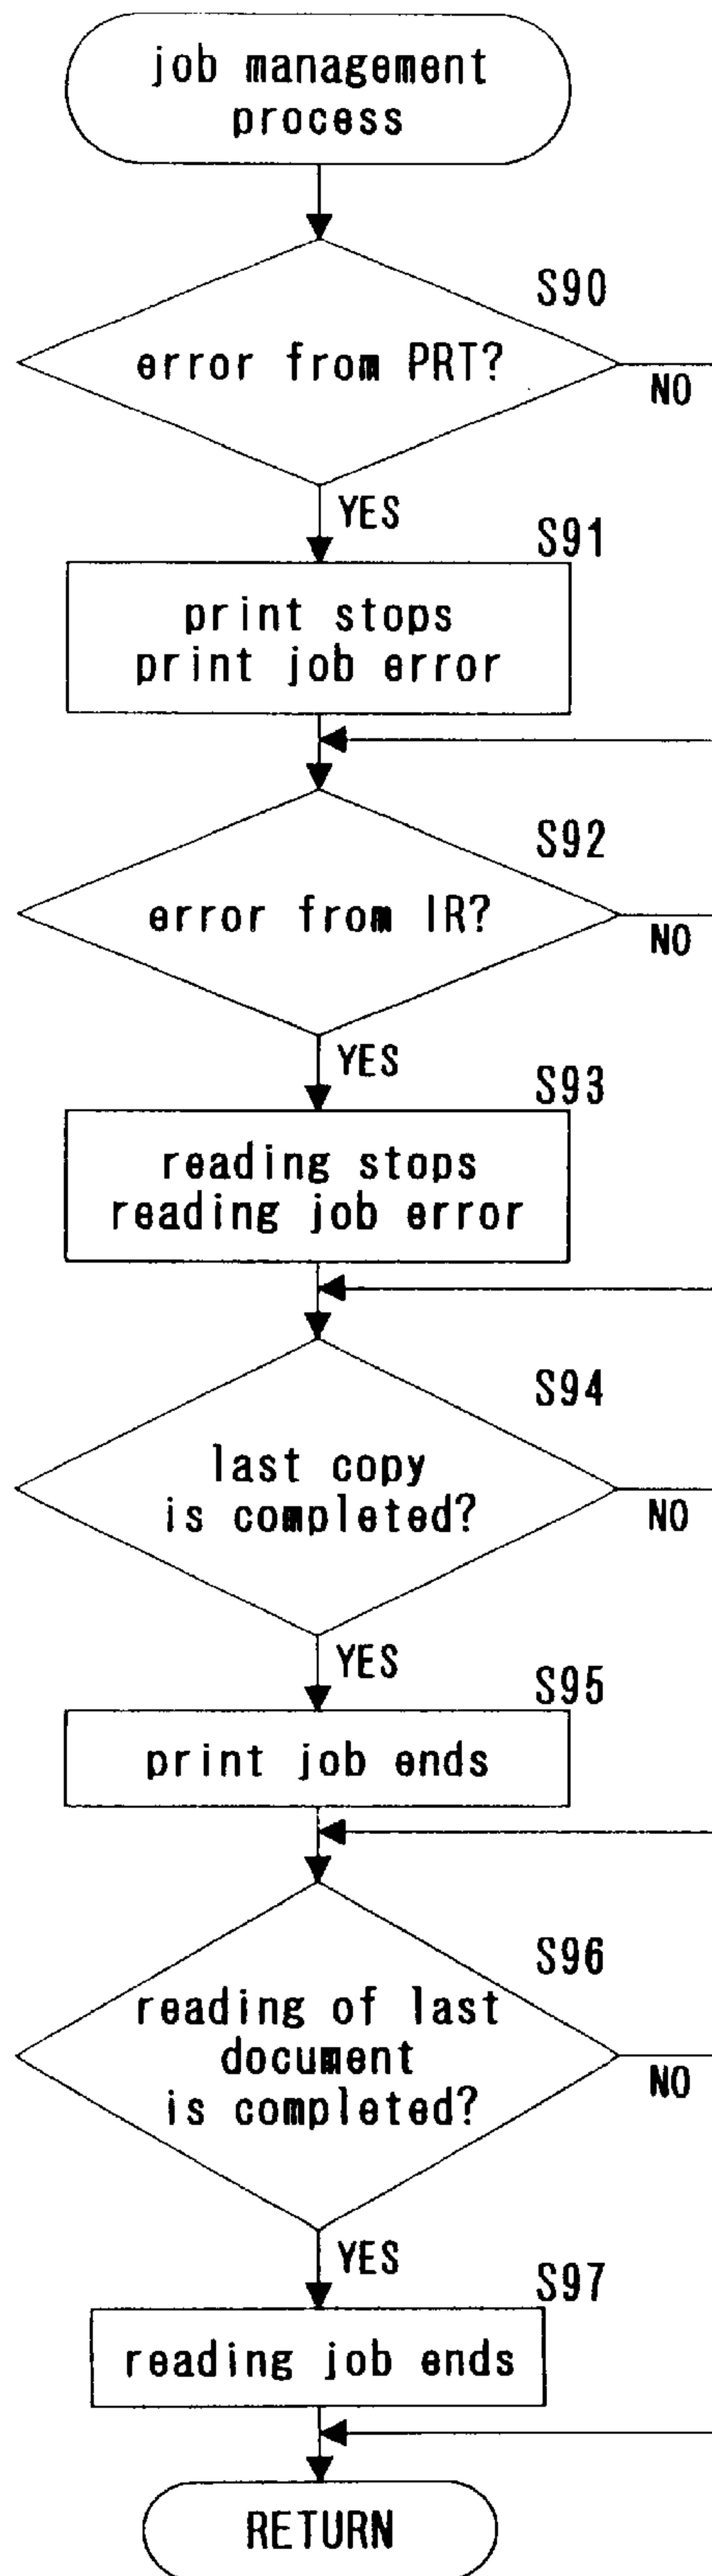 job management
process
S90
error from PRT?
NO
YES
S91
print stops
print job error
S92
error from IR?
NO
YES
S93
reading stops
reading job error
S94
last copy
is completed?
NO
YES
S95
print job ends
S96
reading of last
document
is completed?
NO
YES
S97
reading job ends
RETURN